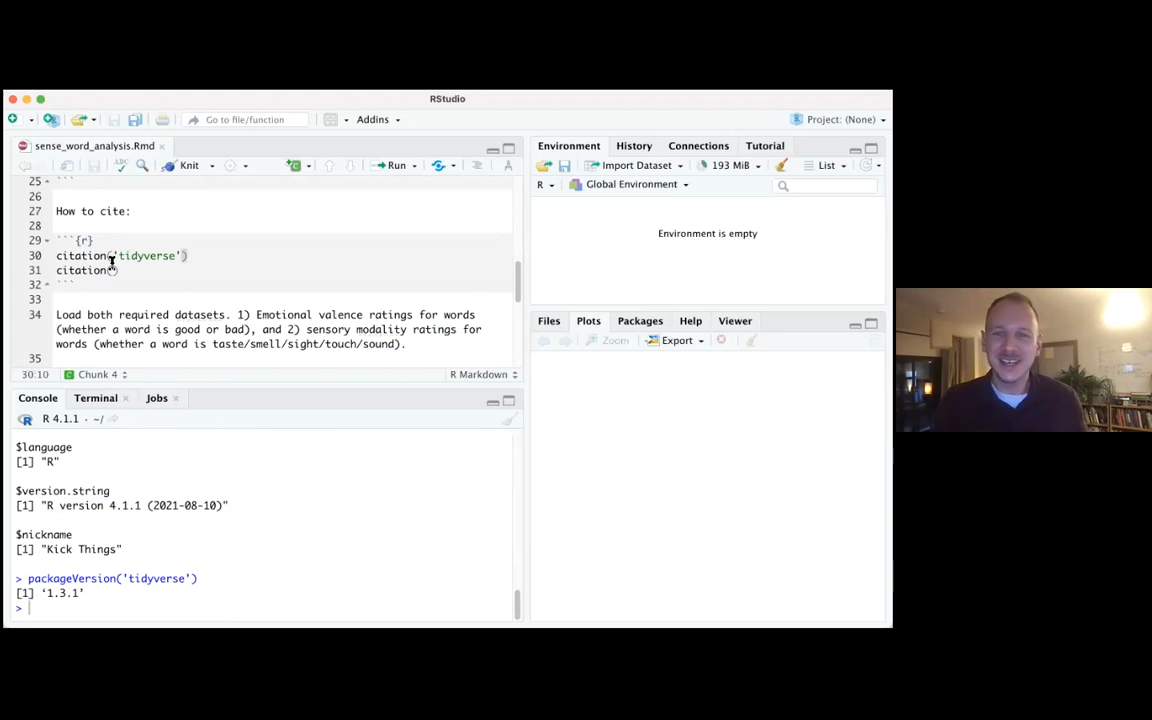 RStudio
Go to file/function
Addins
Project: (None)
sense_word_analysis.Rmd
Knit
Run
25 ```
26
27 How to cite:
28
29 ```{r}
30 citation('tidyverse')
31 citation()
32 ```
33
34 Load both required datasets. 1) Emotional valence ratings for words
(whether a word is good or bad), and 2) sensory modality ratings for
words (whether a word is taste/smell/sight/touch/sound).
35
30:10 Chunk 4 R Markdown
Console Terminal Jobs
R 4.1.1 · ~/
$language
[1] "R"
$version.string
[1] "R version 4.1.1 (2021-08-10)"
$nickname
[1] "Kick Things"
> packageVersion('tidyverse')
[1] ‘1.3.1’
>
Environment History Connections Tutorial
Import Dataset 193 MiB List
R Global Environment
Environment is empty
Files Plots Packages Help Viewer
Zoom Export